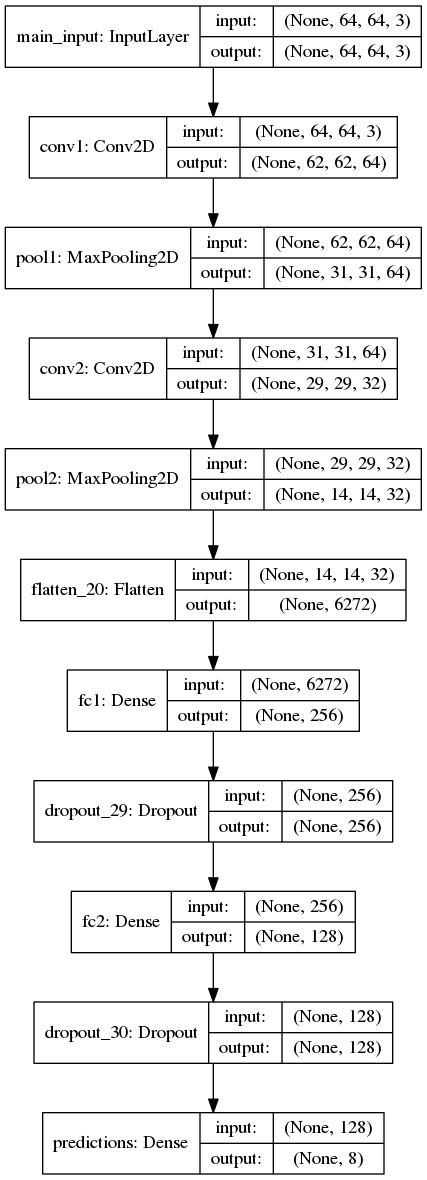 main_input: InputLayer
input: (None, 64, 64, 3)
output: (None, 64, 64, 3)
conv1: Conv2D
input: (None, 64, 64, 3)
output: (None, 62, 62, 64)
pool1: MaxPooling2D
input: (None, 62, 62, 64)
output: (None, 31, 31, 64)
conv2: Conv2D
input: (None, 31, 31, 64)
output: (None, 29, 29, 32)
pool2: MaxPooling2D
input: (None, 29, 29, 32)
output: (None, 14, 14, 32)
flatten_20: Flatten
input: (None, 14, 14, 32)
output: (None, 6272)
fc1: Dense
input: (None, 6272)
output: (None, 256)
dropout_29: Dropout
input: (None, 256)
output: (None, 256)
fc2: Dense
input: (None, 256)
output: (None, 128)
dropout_30: Dropout
input: (None, 128)
output: (None, 128)
predictions: Dense
input: (None, 128)
output: (None, 8)